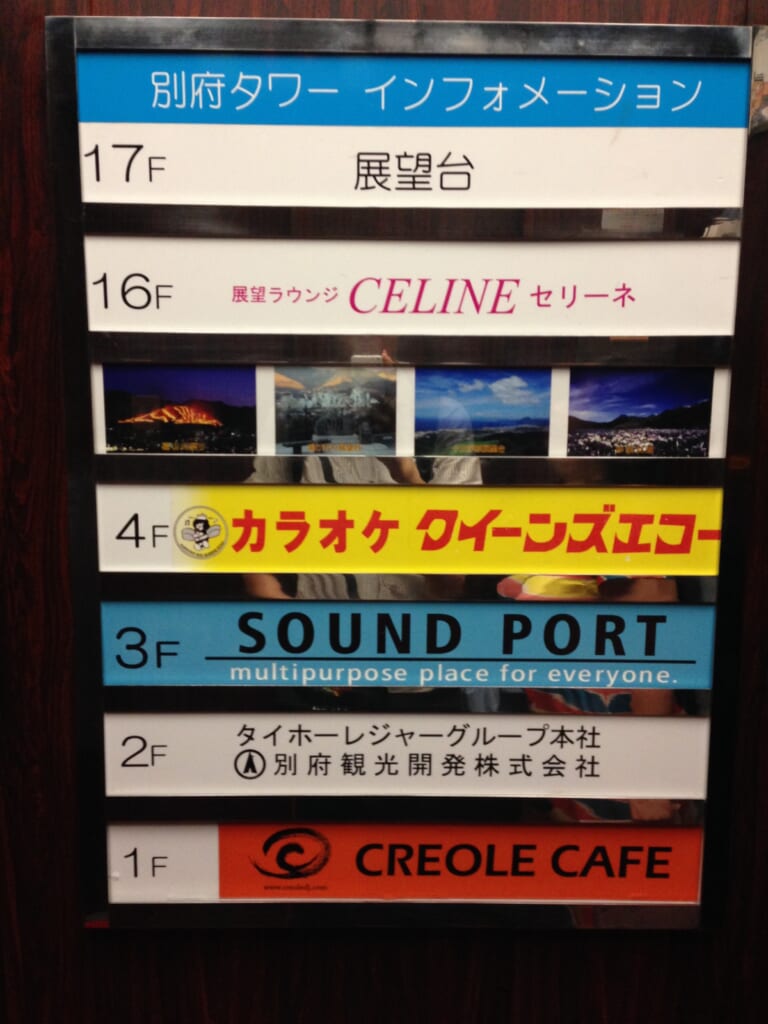 別府タワー インフォメーション
17F 展望台
16F 展望ラウンジ CELINE セリーネ
4F カラオケ クイーンズエコー
3F SOUND PORT
multipurpose place for everyone.
2F タイホーレジャーグループ本社
別府観光開発株式会社
1F CREOLE CAFE